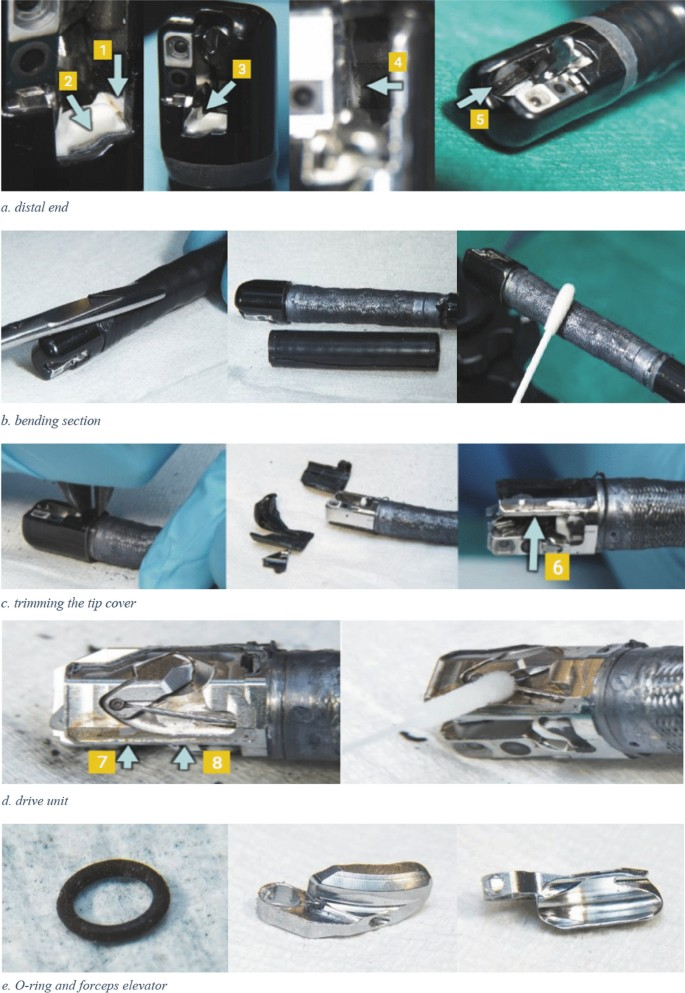 1
2
3
4
5
a. distal end
b. bending section
6
c. trimming the tip cover
7
8
d. drive unit
e. O-ring and forceps elevator